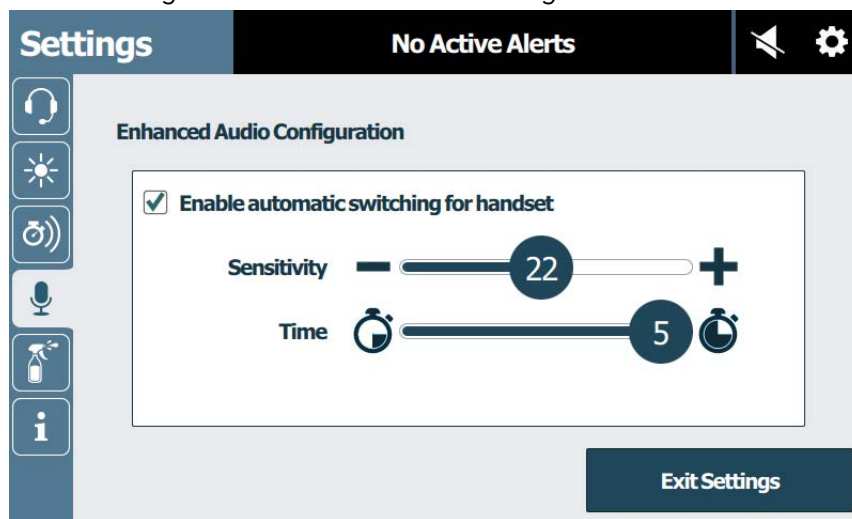 Settings
No Active Alerts
Enhanced Audio Configuration
Enable automatic switching for handset
Sensitivity 22
Time 5
i
Exit Settings